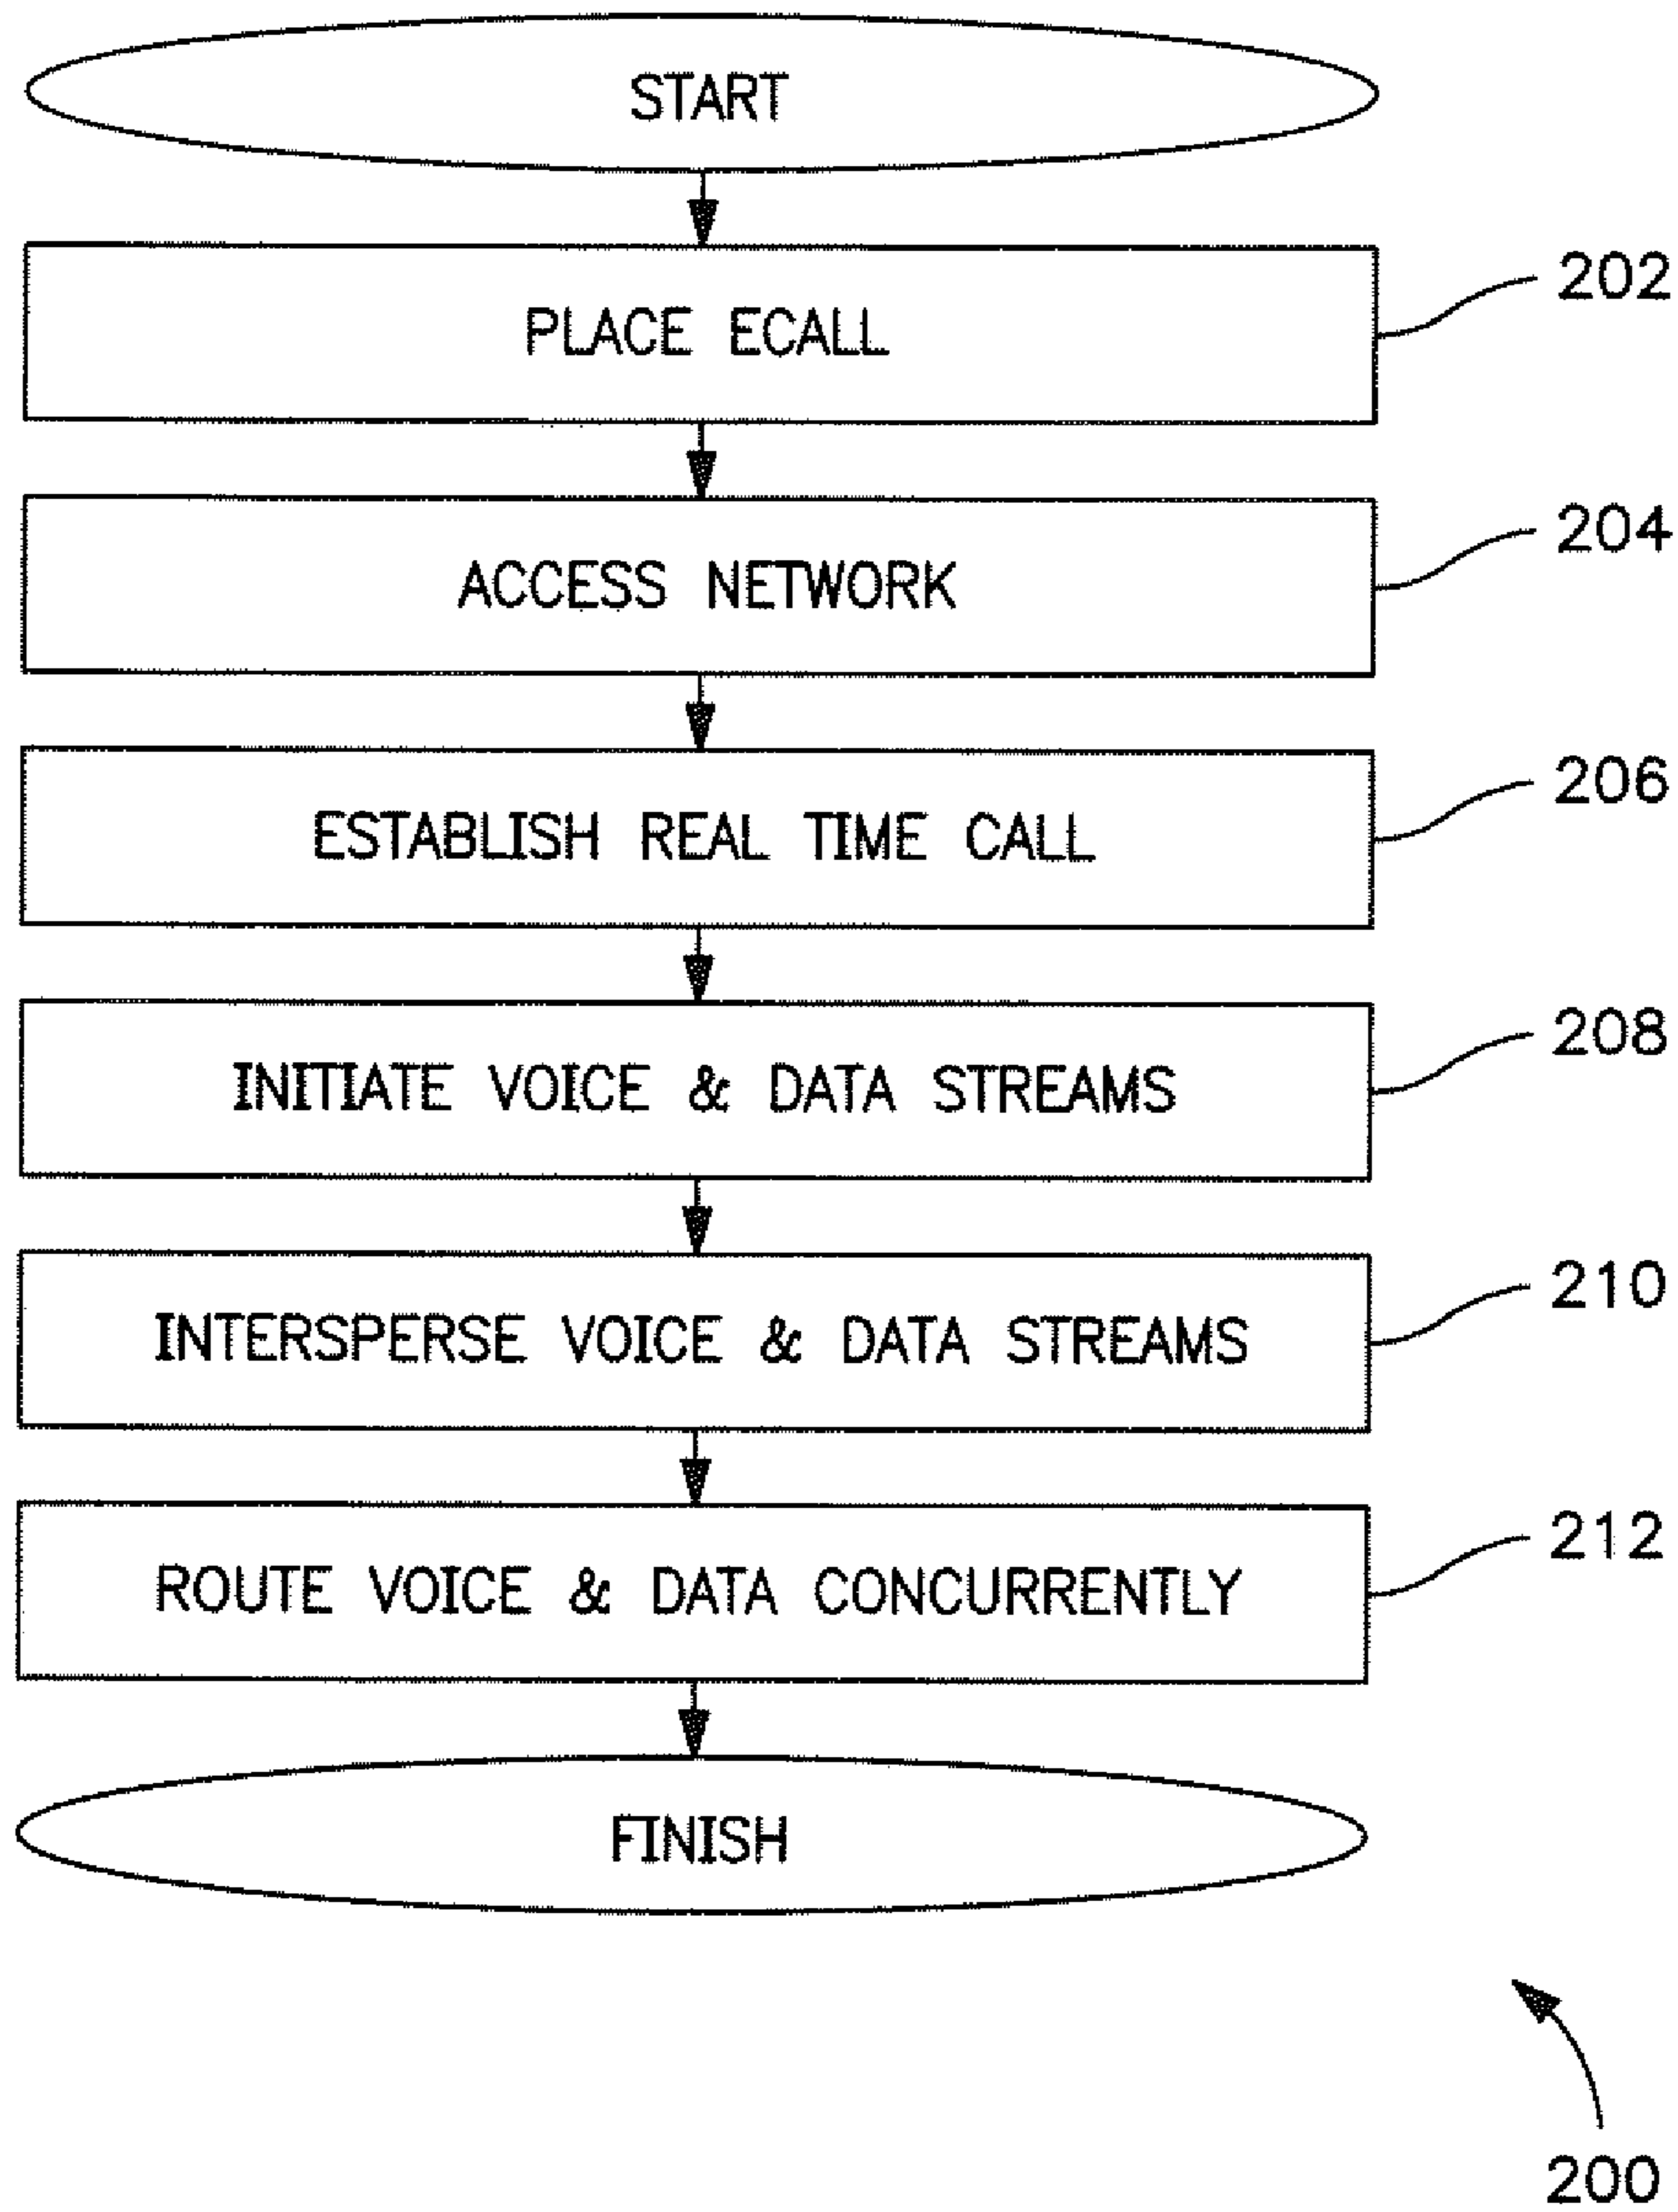 START
PLACE ECALL
202
ACCESS NETWORK
204
ESTABLISH REAL TIME CALL
206
INITIATE VOICE & DATA STREAMS
208
INTERSPERSE VOICE & DATA STREAMS
210
ROUTE VOICE & DATA CONCURRENTLY
212
FINISH
200